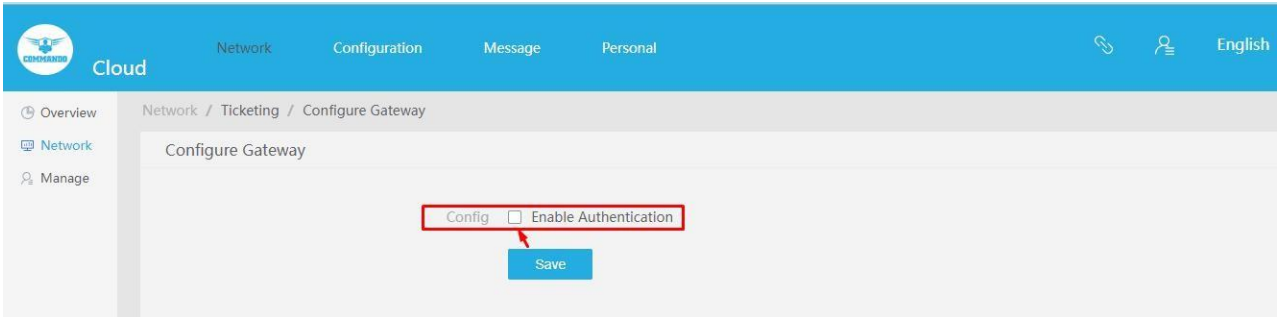 COMMANDO
Cloud
Network Configuration Message Personal English
Overview
Network
Manage
Network / Ticketing / Configure Gateway
Configure Gateway
Config Enable Authentication
Save